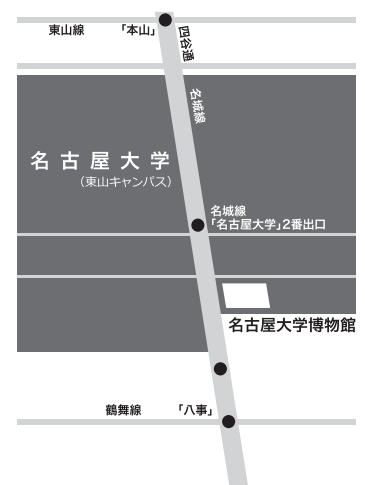 東山線 「本山」
四谷通
名城線
名古屋大学
（東山キャンパス）
名城線
「名古屋大学」2番出口
名古屋大学博物館
鶴舞線 「八事」